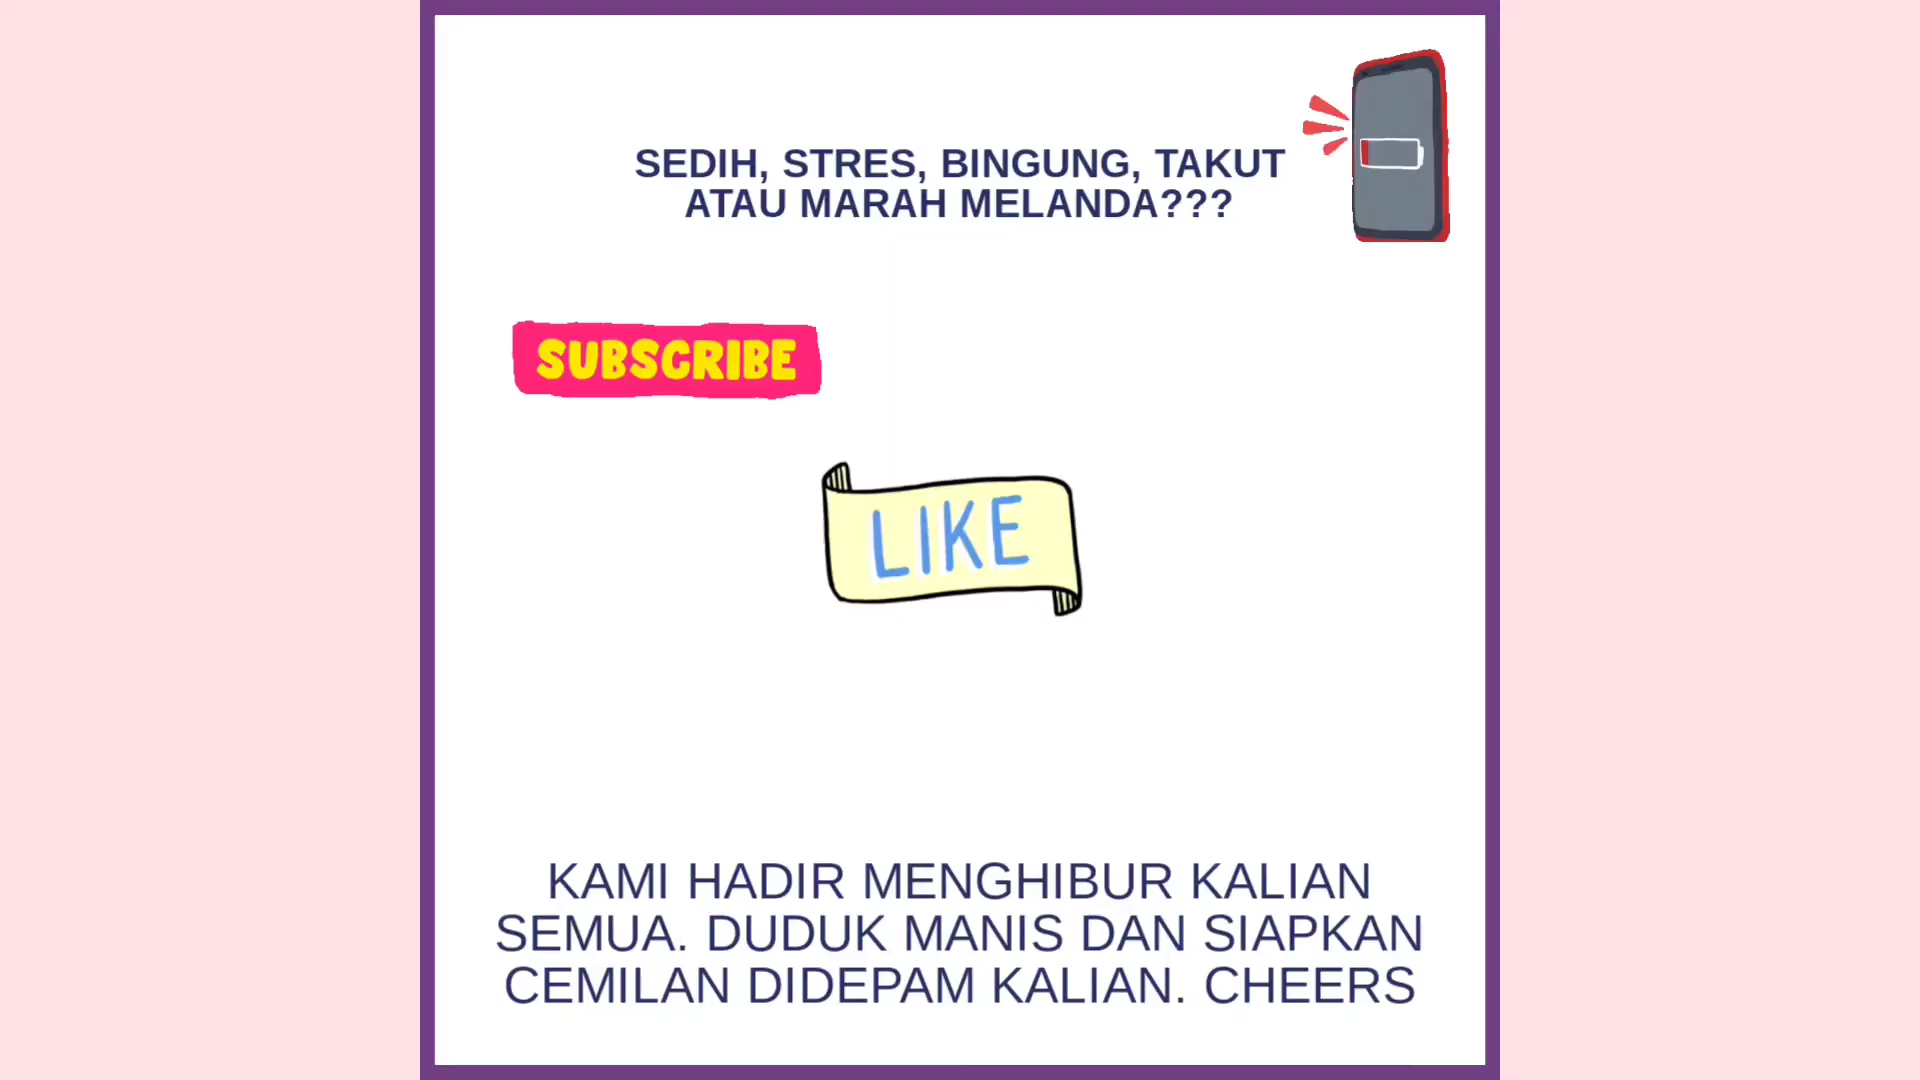 SEDIH, STRES, BINGUNG, TAKUT
ATAU MARAH MELANDA???
SUBSCRIBE
LIKE
KAMI HADIR MENGHIBUR KALIAN
SEMUA. DUDUK MANIS DAN SIAPKAN
CEMILAN DIDEPAM KALIAN. CHEERS